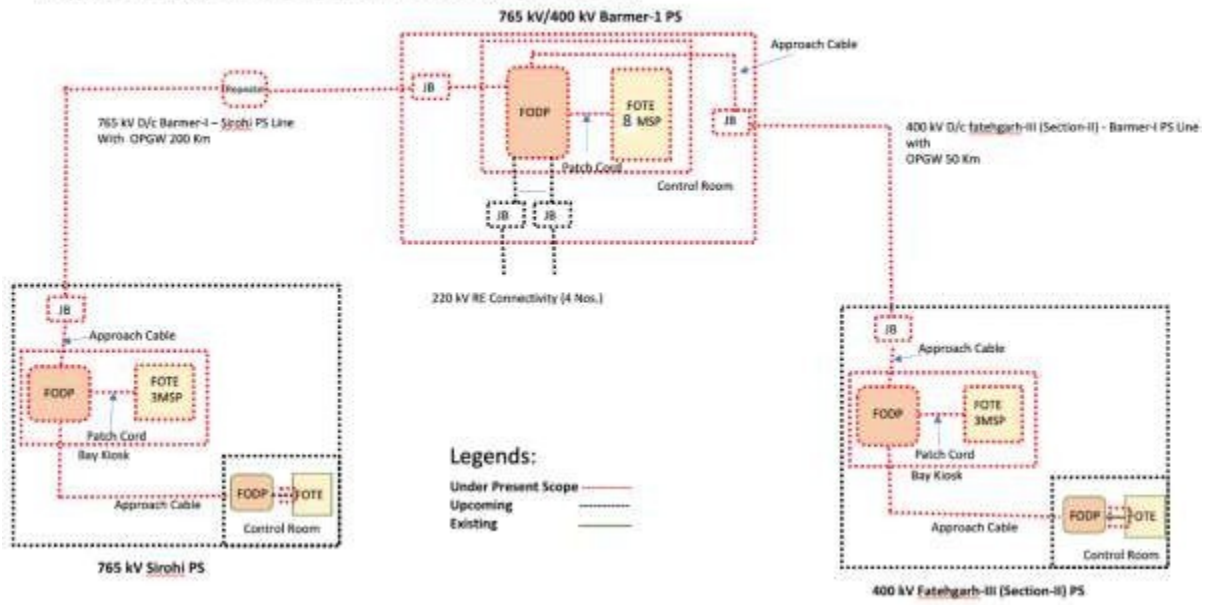 765 kV/400 kV Barmer-1 PS
Approach Cable
Repeater
JB
FODP
FOTE
8 MSP
JB
765 kV D/c Barmer-I – Sirohi PS Line
With OPGW 200 Km
400 kV D/c fatehgarh-III (Section-II) - Barmer-I PS Line
with
OPGW 50 Km
Patch Cord
Control Room
JB
JB
220 kV RE Connectivity (4 Nos.)
JB
Approach Cable
FODP
FOTE
3MSP
Patch Cord
Bay Kiosk
Approach Cable
FODP
FOTE
Control Room
765 kV Sirohi PS
Legends:
Under Present Scope
Upcoming
Existing
JB
Approach Cable
FODP
FOTE
3MSP
Patch Cord
Bay Kiosk
Approach Cable
FODP
FOTE
Control Room
400 kV Fatehgarh-III (Section-II) PS